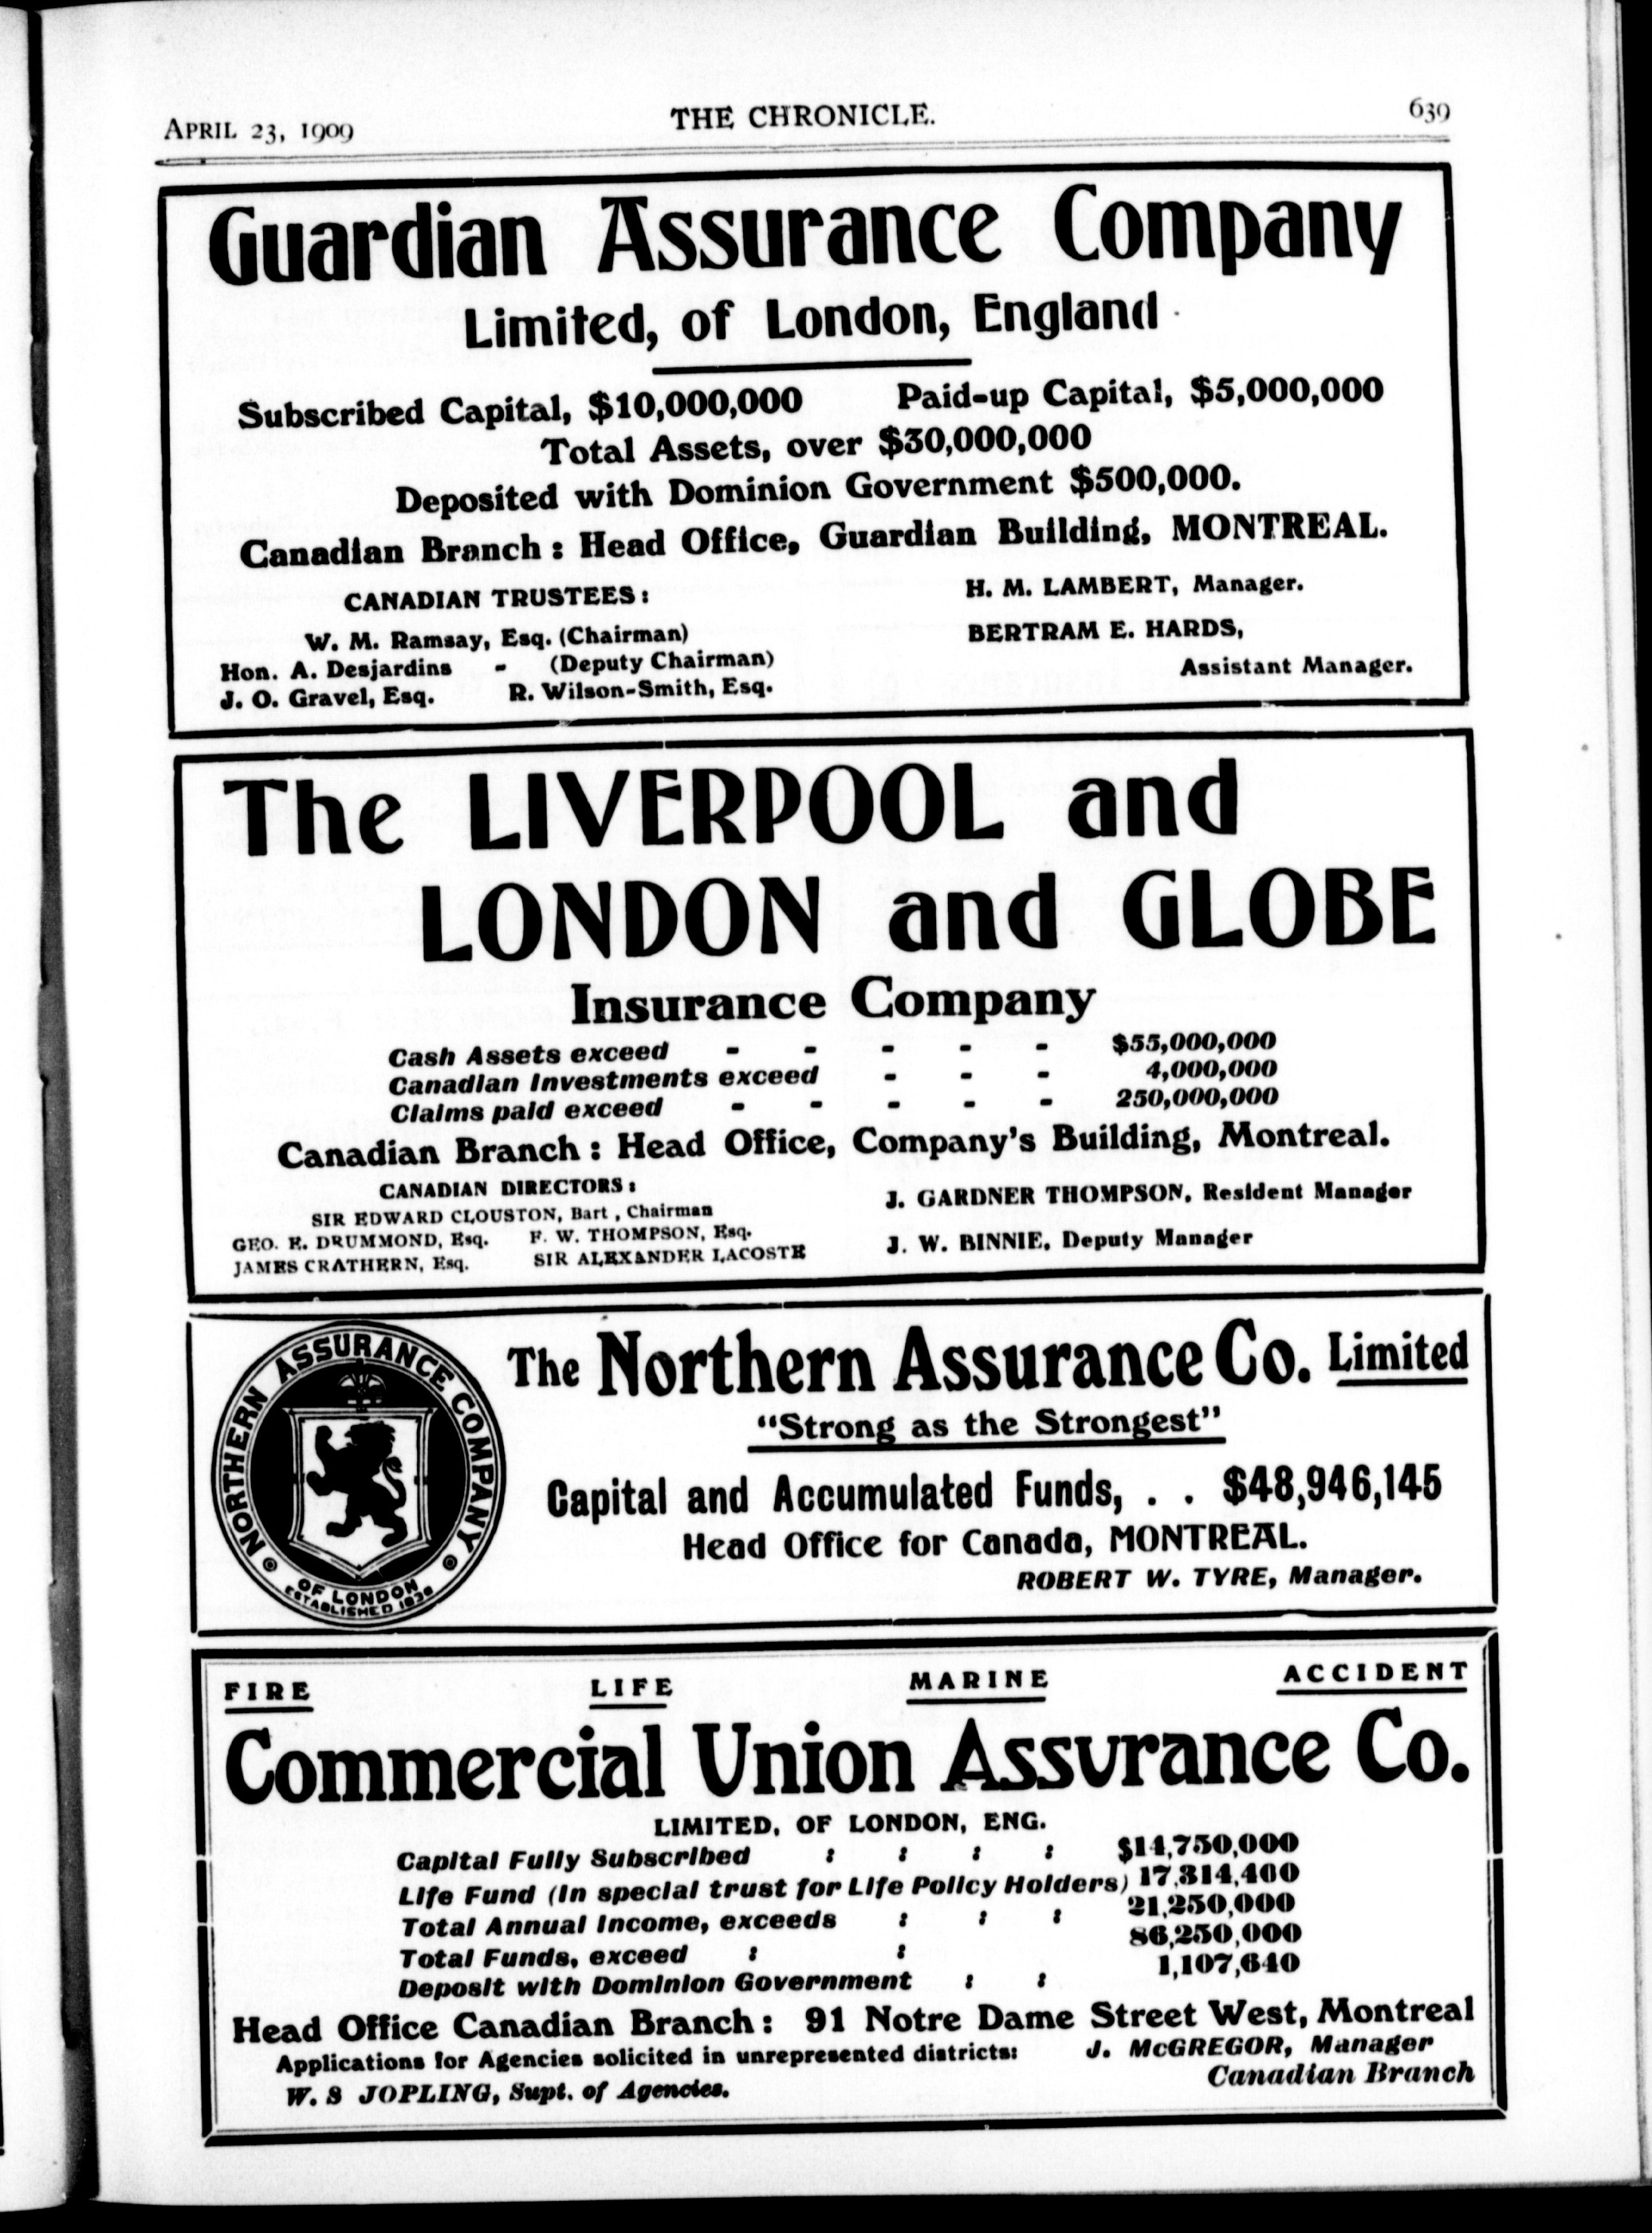 APRIL 23, 1909
THE CHRONICLE.
639
Guardian Assurance Company
Limited, of London, England
Subscribed Capital, $10,000,000 Paid-up Capital, $5,000,000
Total Assets, over $30,000,000
Deposited with Dominion Government $500,000.
Canadian Branch : Head Office, Guardian Building, MONTREAL.
CANADIAN TRUSTEES :
W. M. Ramsay, Esq. (Chairman)
Hon. A. Desjardins - (Deputy Chairman)
J. O. Gravel, Esq. R. Wilson-Smith, Esq.
H. M. LAMBERT, Manager.
BERTRAM E. HARDS,
Assistant Manager.
The LIVERPOOL and
LONDON and GLOBE
Insurance Company
Cash Assets exceed - - - - - $55,000,000
Canadian Investments exceed - - - 4,000,000
Claims paid exceed - - - - - 250,000,000
Canadian Branch : Head Office, Company's Building, Montreal.
CANADIAN DIRECTORS :
SIR EDWARD CLOUSTON, Bart , Chairman
GEO. E. DRUMMOND, Esq. F. W. THOMPSON, Esq.
JAMES CRATHERN, Esq. SIR ALEXANDER LACOSTE
J. GARDNER THOMPSON, Resident Manager
J. W. BINNIE, Deputy Manager
NORTHERN ASSURANCE COMPANY
OF LONDON
ESTABLISHED 1836
The Northern Assurance Co. Limited
"Strong as the Strongest"
Capital and Accumulated Funds, . . $48,946,145
Head Office for Canada, MONTREAL.
ROBERT W. TYRE, Manager.
FIRE LIFE MARINE ACCIDENT
Commercial Union Assurance Co.
LIMITED, OF LONDON, ENG.
Capital Fully Subscribed : : : : $14,750,000
Life Fund (In special trust for Life Policy Holders) 17,314,400
Total Annual Income, exceeds : : : 21,250,000
Total Funds, exceed : : 86,250,000
Deposit with Dominion Government : : 1,107,640
Head Office Canadian Branch : 91 Notre Dame Street West, Montreal
Applications for Agencies solicited in unrepresented districts:
W. S JOPLING, Supt. of Agencies.
J. McGREGOR, Manager
Canadian Branch